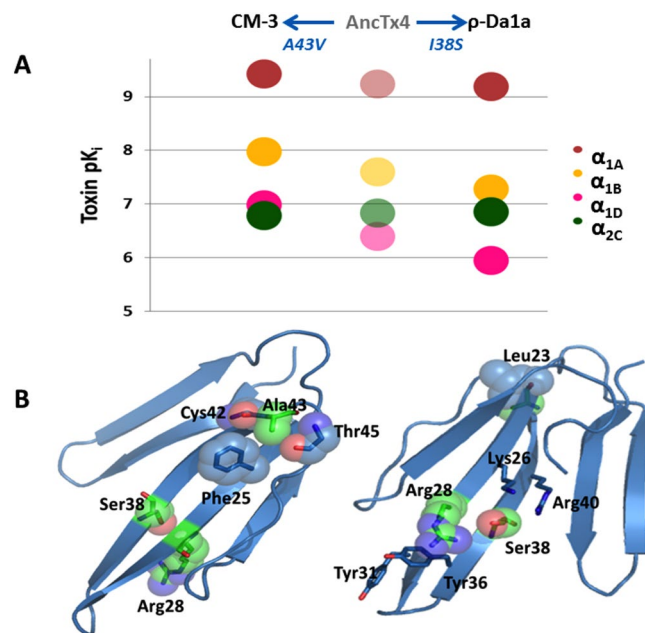 CM-3 AncTx4 ρ-Da1a
A43V I38S
A
Toxin pKi
9
8
7
6
5
α1A
α1B
α1D
α2C
B
Cys42 Ala43
Thr45
Phe25
Ser38
Arg28
Leu23
Lys26
Arg28
Arg40
Ser38
Tyr31 Tyr36